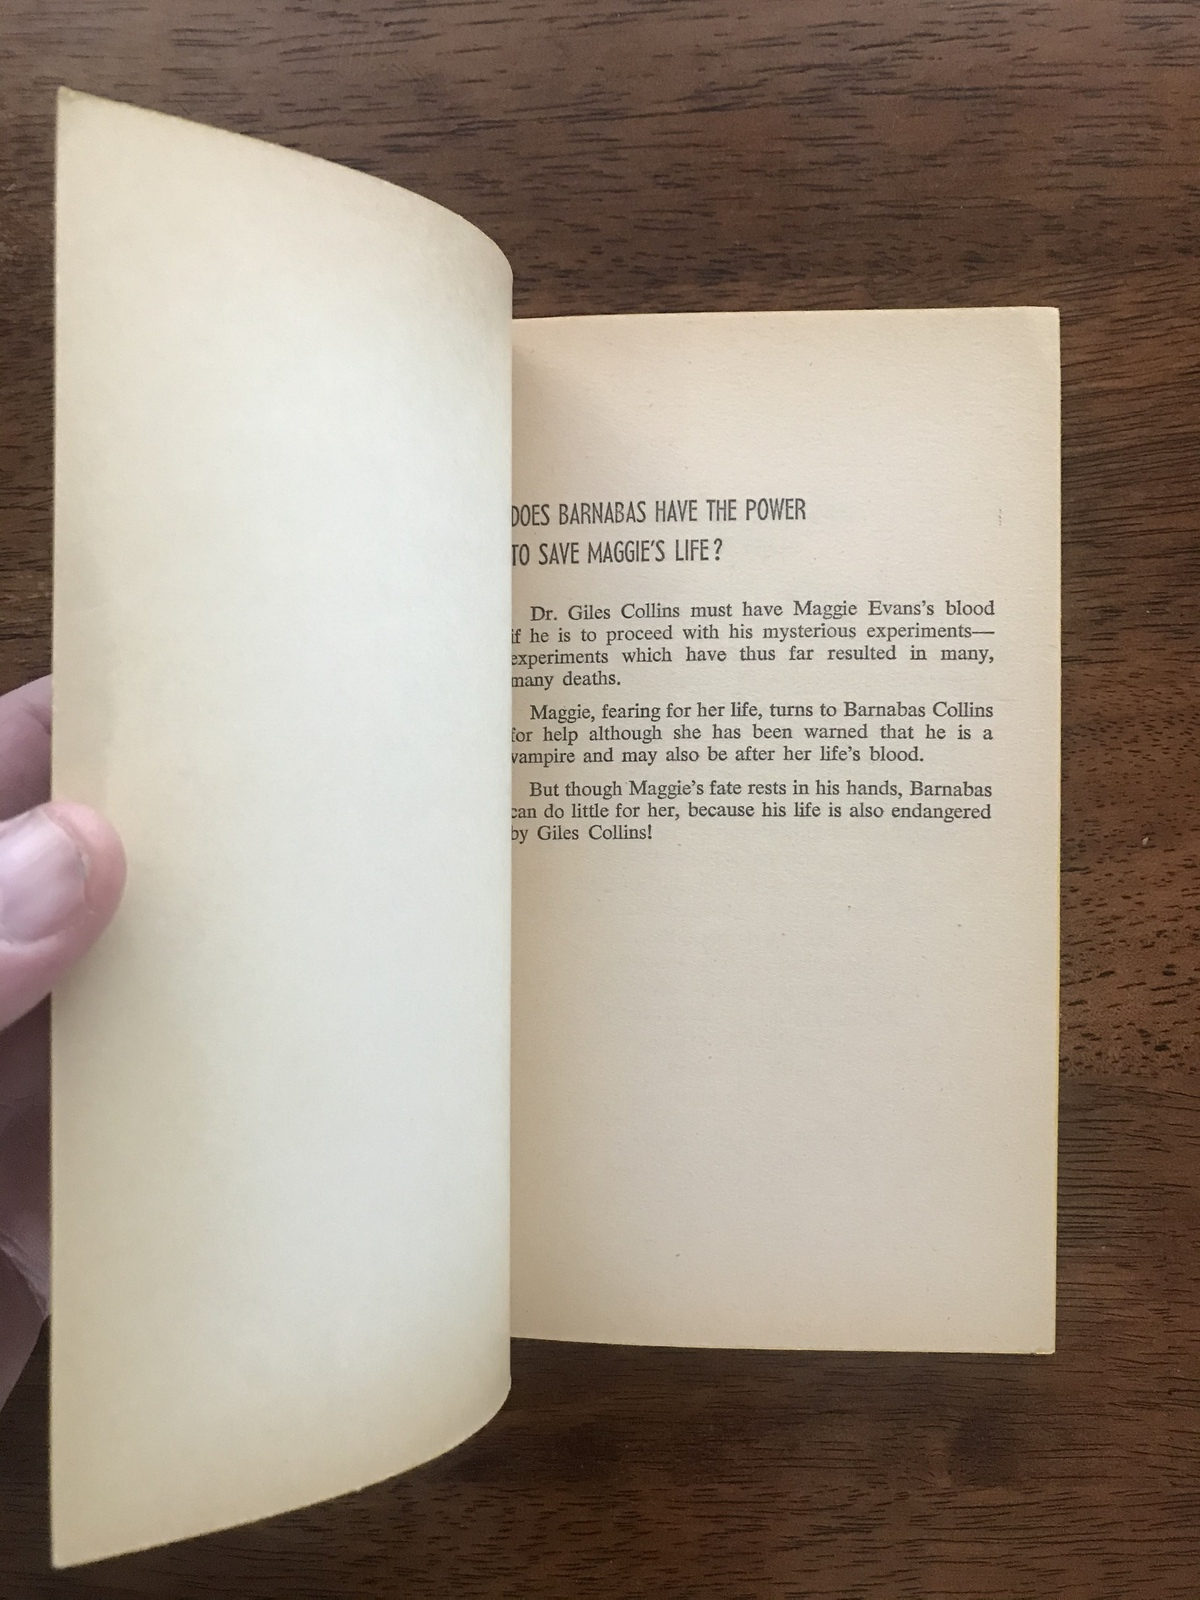 DOES BARNABAS HAVE THE POWER
TO SAVE MAGGIE'S LIFE?
Dr. Giles Collins must have Maggie Evans's blood
if he is to proceed with his mysterious experiments—
experiments which have thus far resulted in many,
many deaths.
Maggie, fearing for her life, turns to Barnabas Collins
for help although she has been warned that he is a
vampire and may also be after her life's blood.
But though Maggie's fate rests in his hands, Barnabas
can do little for her, because his life is also endangered
by Giles Collins!